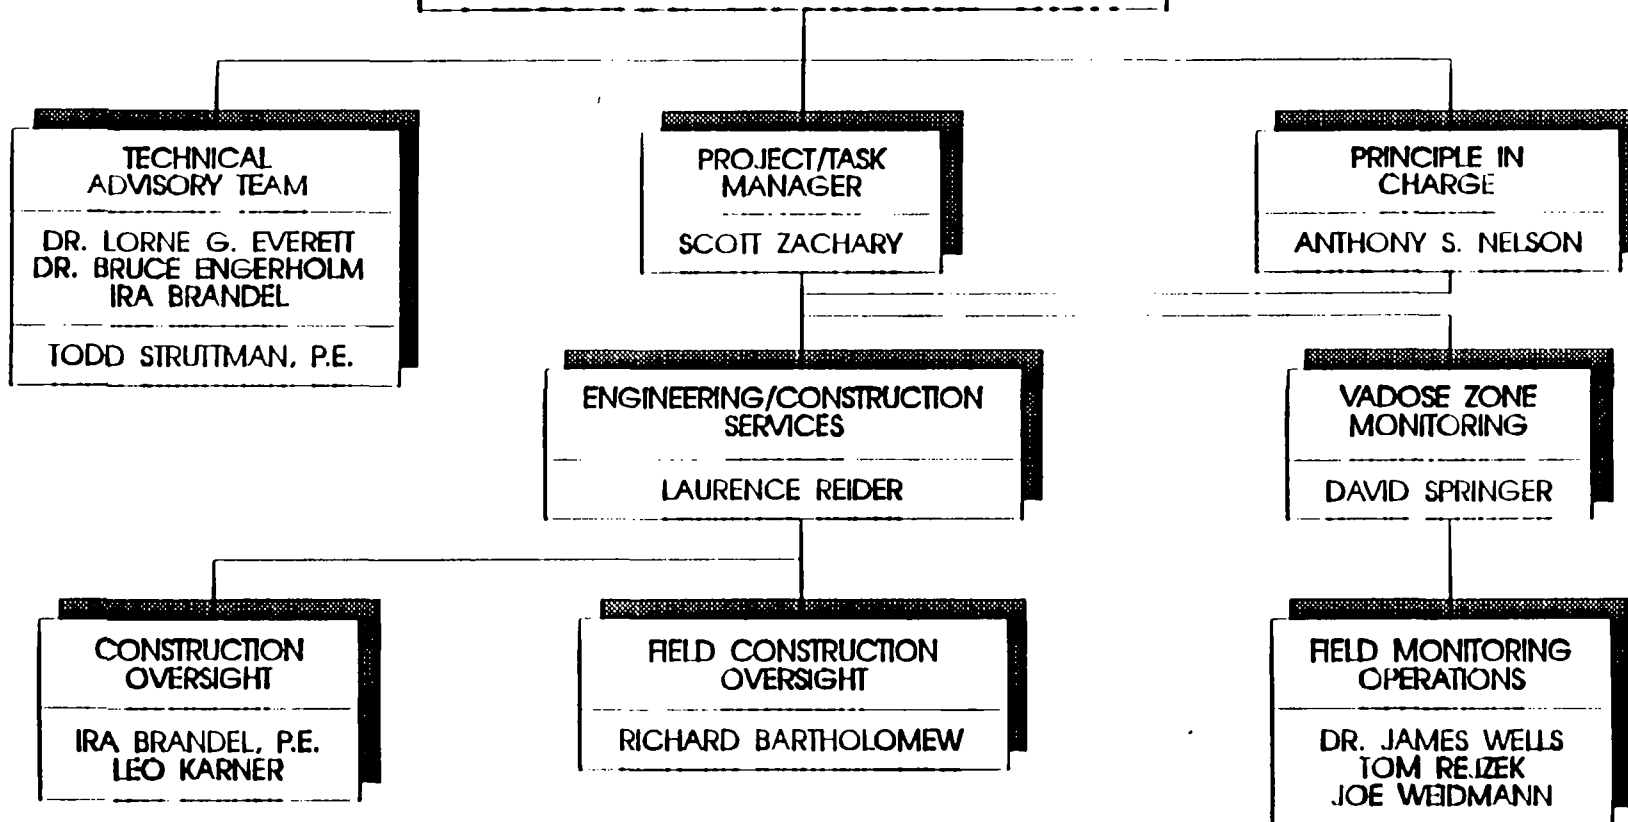 TECHNICAL
ADVISORY TEAM
DR. LORNE G. EVERETT
DR. BRUCE ENGERHOLM
IRA BRANDEL
TODD STRUTTMAN, P.E.
PROJECT/TASK
MANAGER
SCOTT ZACHARY
PRINCIPLE IN
CHARGE
ANTHONY S. NELSON
ENGINEERING/CONSTRUCTION
SERVICES
LAURENCE REIDER
VADOSE ZONE
MONITORING
DAVID SPRINGER
CONSTRUCTION
OVERSIGHT
IRA BRANDEL, P.E.
LEO KARNER
FIELD CONSTRUCTION
OVERSIGHT
RICHARD BARTHOLOMEW
FIELD MONITORING
OPERATIONS
DR. JAMES WELLS
TOM REJZEK
JOE WEIDMANN